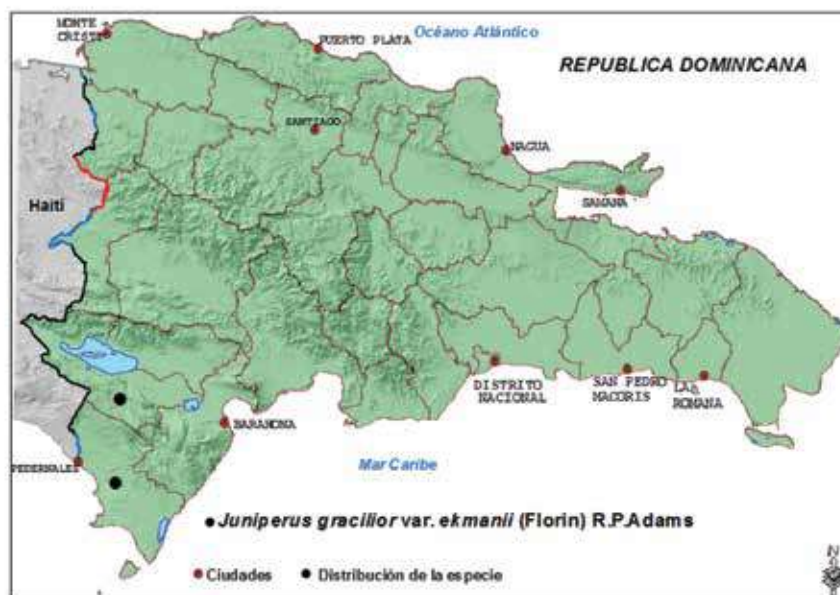 MONTE
CRISTI
PUERTO PLATA
Océano Atlántico
REPUBLICA DOMINICANA
SANTIAGO
NAGUA
SAMANA
Haiti
DISTRITO
NACIONAL
SAN PEDRO
MACORIS
LA
ROMANA
BARAHONA
Mar Caribe
PEDERNALES
Juniperus gracilior var. ekmanii (Florin) R.P.Adams
Ciudades
Distribución de la especie
N